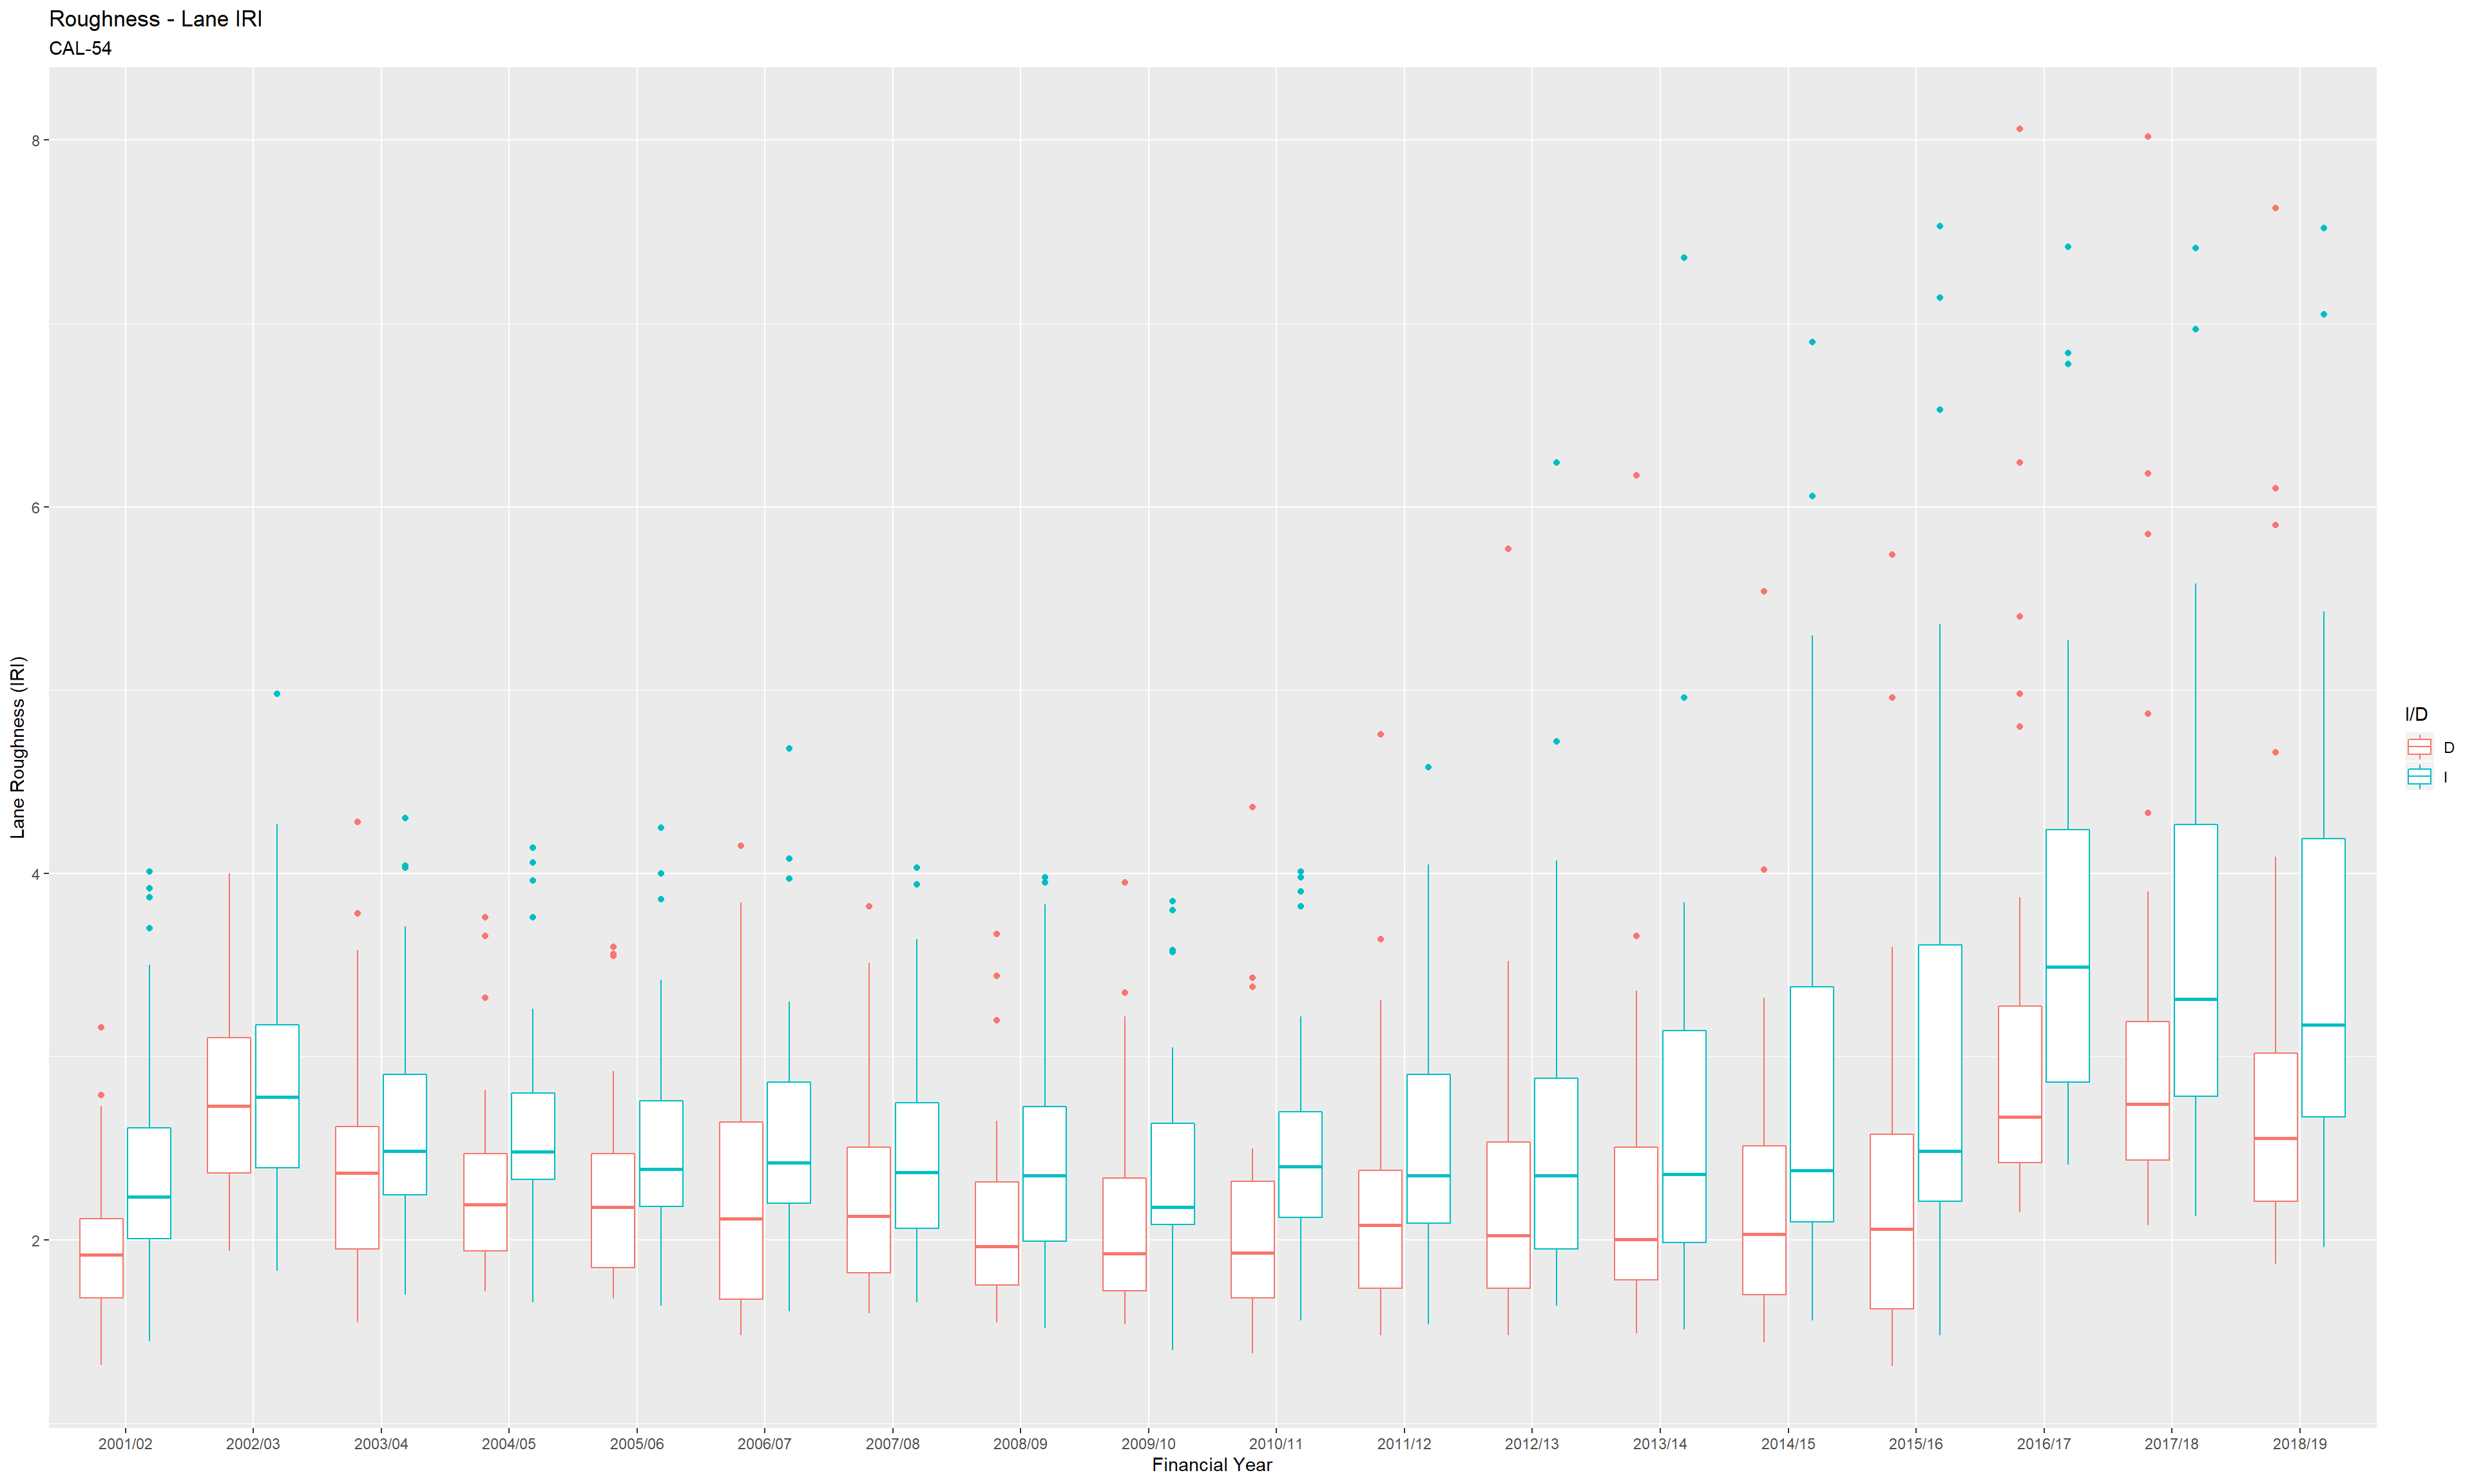 Roughness - Lane IRI
CAL-54
Lane Roughness (IRI)
8
6
4
2
2001/02 2002/03 2003/04 2004/05 2005/06 2006/07 2007/08 2008/09 2009/10 2010/11 2011/12 2012/13 2013/14 2014/15 2015/16 2016/17 2017/18 2018/19
Financial Year
I/D
D
I